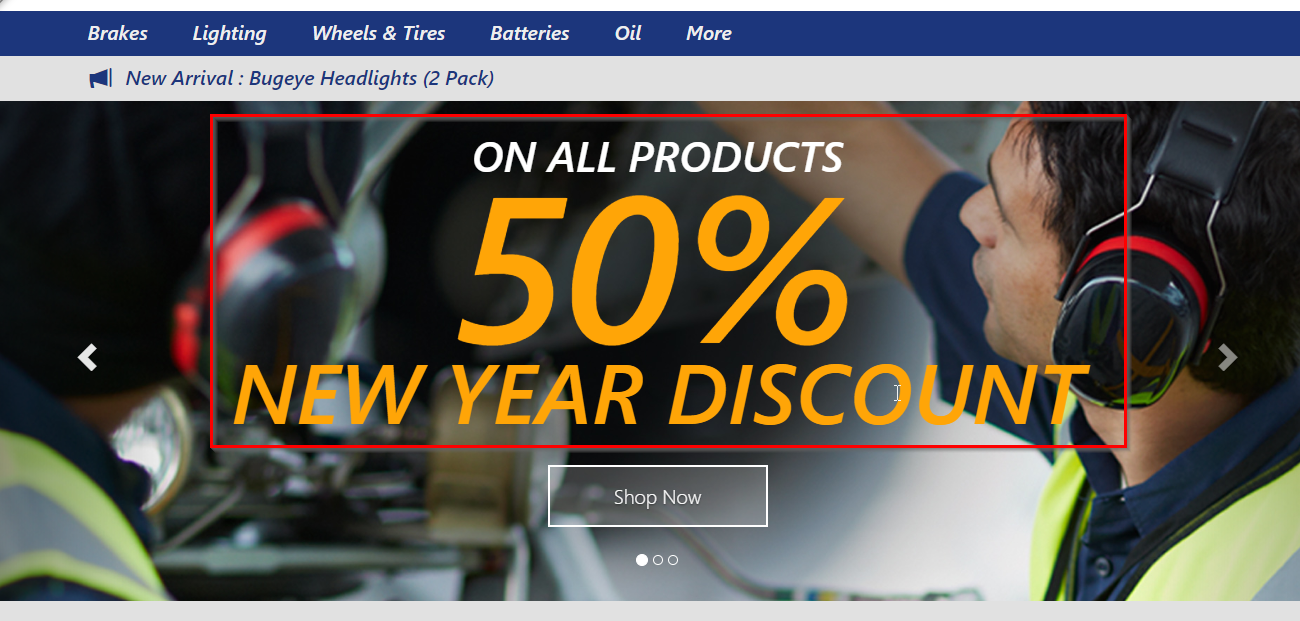 Brakes Lighting Wheels & Tires Batteries Oil More
New Arrival : Bugeye Headlights (2 Pack)
ON ALL PRODUCTS
50%
NEW YEAR DISCOUNT
Shop Now